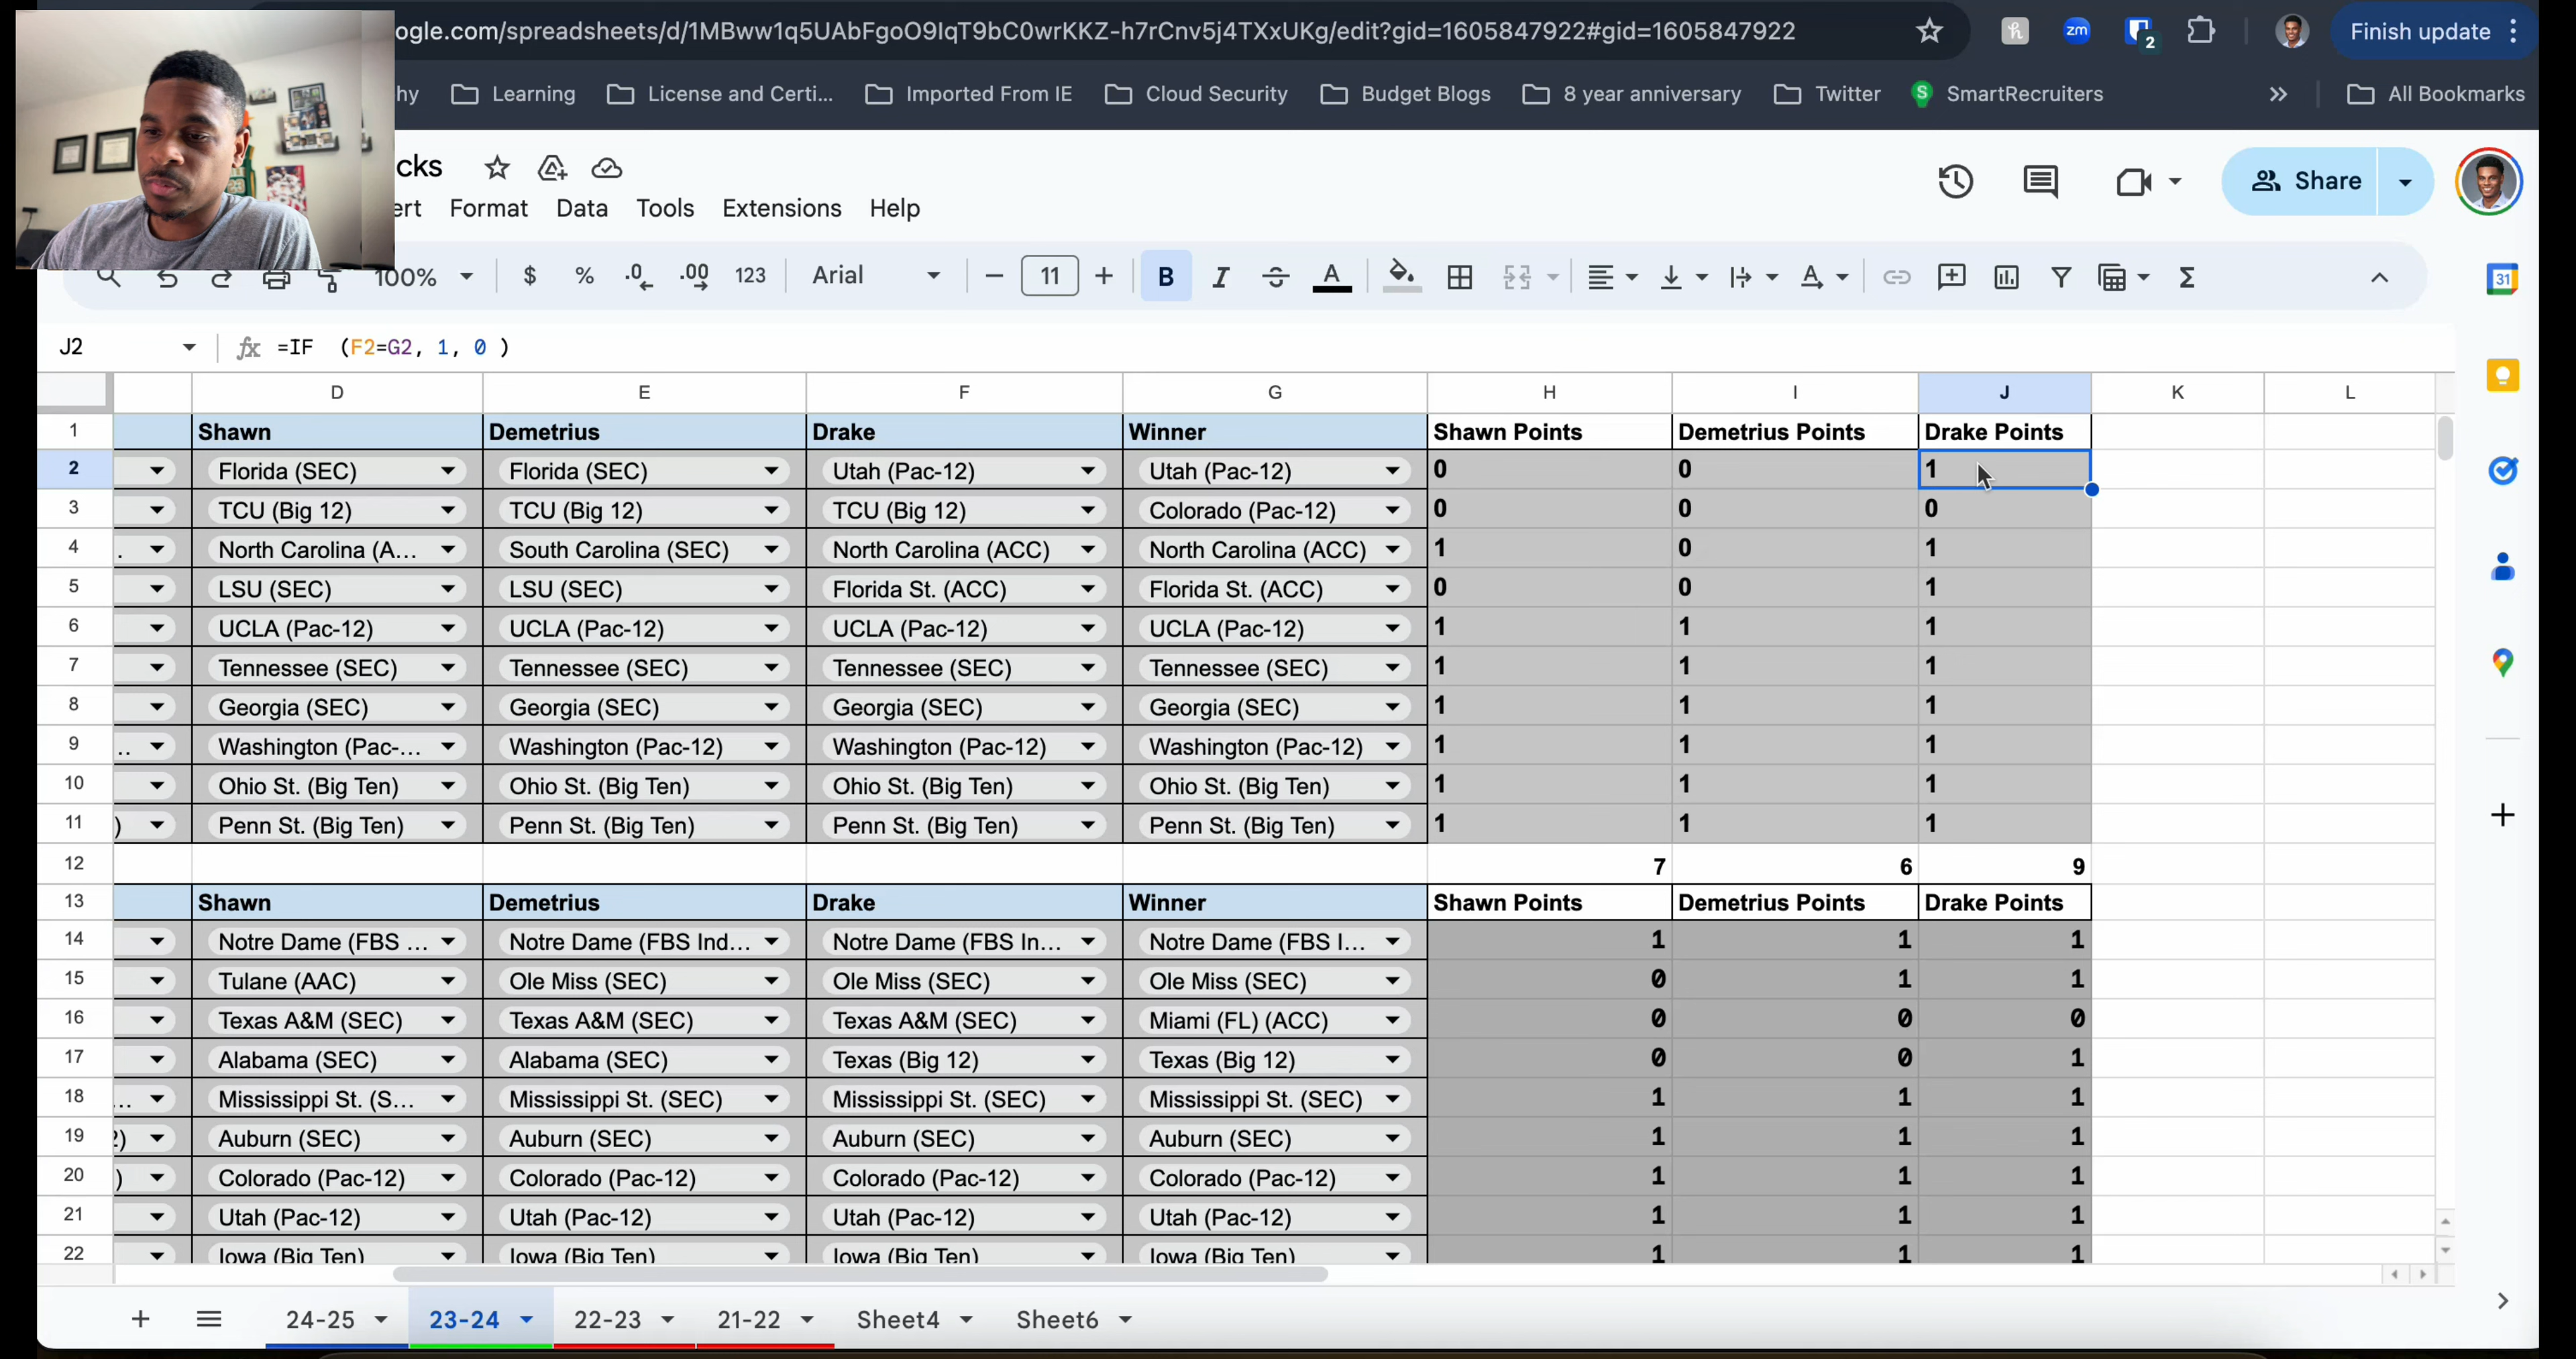 ogle.com/spreadsheets/d/1MBww1q5UAbFgoO9IqT9bC0wrKKZ-h7rCnv5j4TXxUKg/edit?gid=1605847922#gid=1605847922 zm 2 Finish update
hy Learning License and Certi... Imported From IE Cloud Security Budget Blogs 8 year anniversary Twitter S SmartRecruiters » All Bookmarks
cks Share
ert Format Data Tools Extensions Help
100% $ % .0 .00 123 Arial 11 B I S A 31
J2 fx =IF (F2=G2, 1, 0 )
D E F G H I J K L
1 Shawn Demetrius Drake Winner Shawn Points Demetrius Points Drake Points
2 Florida (SEC) Florida (SEC) Utah (Pac-12) Utah (Pac-12) 0 0 1
3 TCU (Big 12) TCU (Big 12) TCU (Big 12) Colorado (Pac-12) 0 0 0
4 . North Carolina (A... South Carolina (SEC) North Carolina (ACC) North Carolina (ACC) 1 0 1
5 LSU (SEC) LSU (SEC) Florida St. (ACC) Florida St. (ACC) 0 0 1
6 UCLA (Pac-12) UCLA (Pac-12) UCLA (Pac-12) UCLA (Pac-12) 1 1 1
7 Tennessee (SEC) Tennessee (SEC) Tennessee (SEC) Tennessee (SEC) 1 1 1
8 Georgia (SEC) Georgia (SEC) Georgia (SEC) Georgia (SEC) 1 1 1
9 .. Washington (Pac-... Washington (Pac-12) Washington (Pac-12) Washington (Pac-12) 1 1 1
10 Ohio St. (Big Ten) Ohio St. (Big Ten) Ohio St. (Big Ten) Ohio St. (Big Ten) 1 1 1
11 ) Penn St. (Big Ten) Penn St. (Big Ten) Penn St. (Big Ten) Penn St. (Big Ten) 1 1 1
12 7 6 9
13 Shawn Demetrius Drake Winner Shawn Points Demetrius Points Drake Points
14 Notre Dame (FBS ... Notre Dame (FBS Ind... Notre Dame (FBS In... Notre Dame (FBS I... 1 1 1
15 Tulane (AAC) Ole Miss (SEC) Ole Miss (SEC) Ole Miss (SEC) 0 1 1
16 Texas A&M (SEC) Texas A&M (SEC) Texas A&M (SEC) Miami (FL) (ACC) 0 0 0
17 Alabama (SEC) Alabama (SEC) Texas (Big 12) Texas (Big 12) 0 0 1
18 ... Mississippi St. (S... Mississippi St. (SEC) Mississippi St. (SEC) Mississippi St. (SEC) 1 1 1
19 2) Auburn (SEC) Auburn (SEC) Auburn (SEC) Auburn (SEC) 1 1 1
20 ) Colorado (Pac-12) Colorado (Pac-12) Colorado (Pac-12) Colorado (Pac-12) 1 1 1
21 Utah (Pac-12) Utah (Pac-12) Utah (Pac-12) Utah (Pac-12) 1 1 1
22 Iowa (Big Ten) Iowa (Big Ten) Iowa (Big Ten) Iowa (Big Ten) 1 1 1
24-25 23-24 22-23 21-22 Sheet4 Sheet6